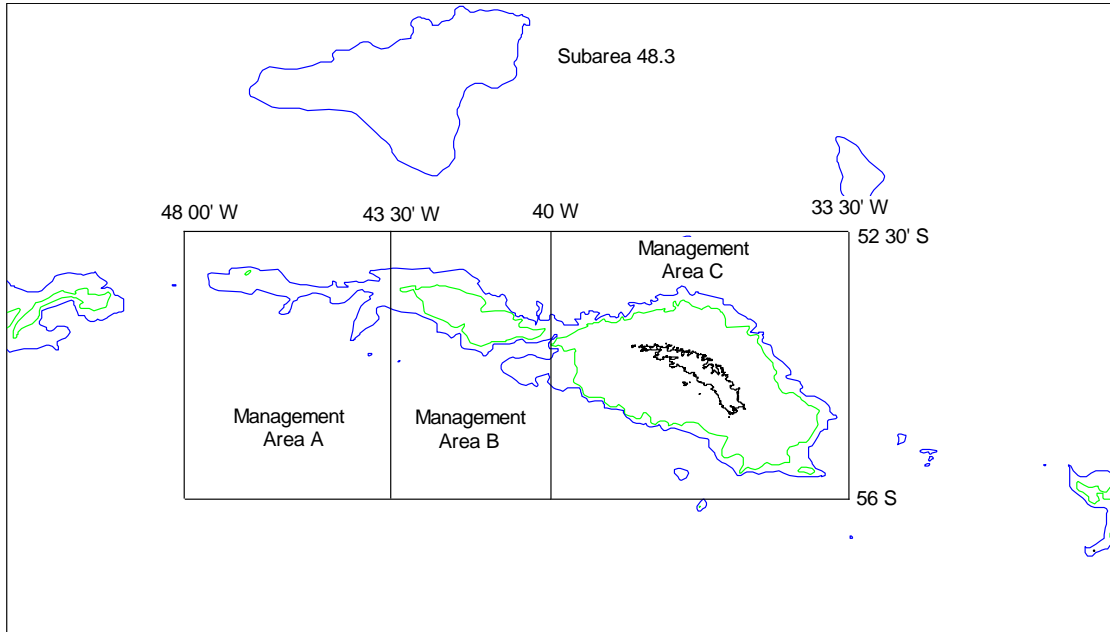 Subarea 48.3
48 00' W
43 30' W
40 W
33 30' W
52 30' S
Management
Area C
Management
Area A
Management
Area B
56 S